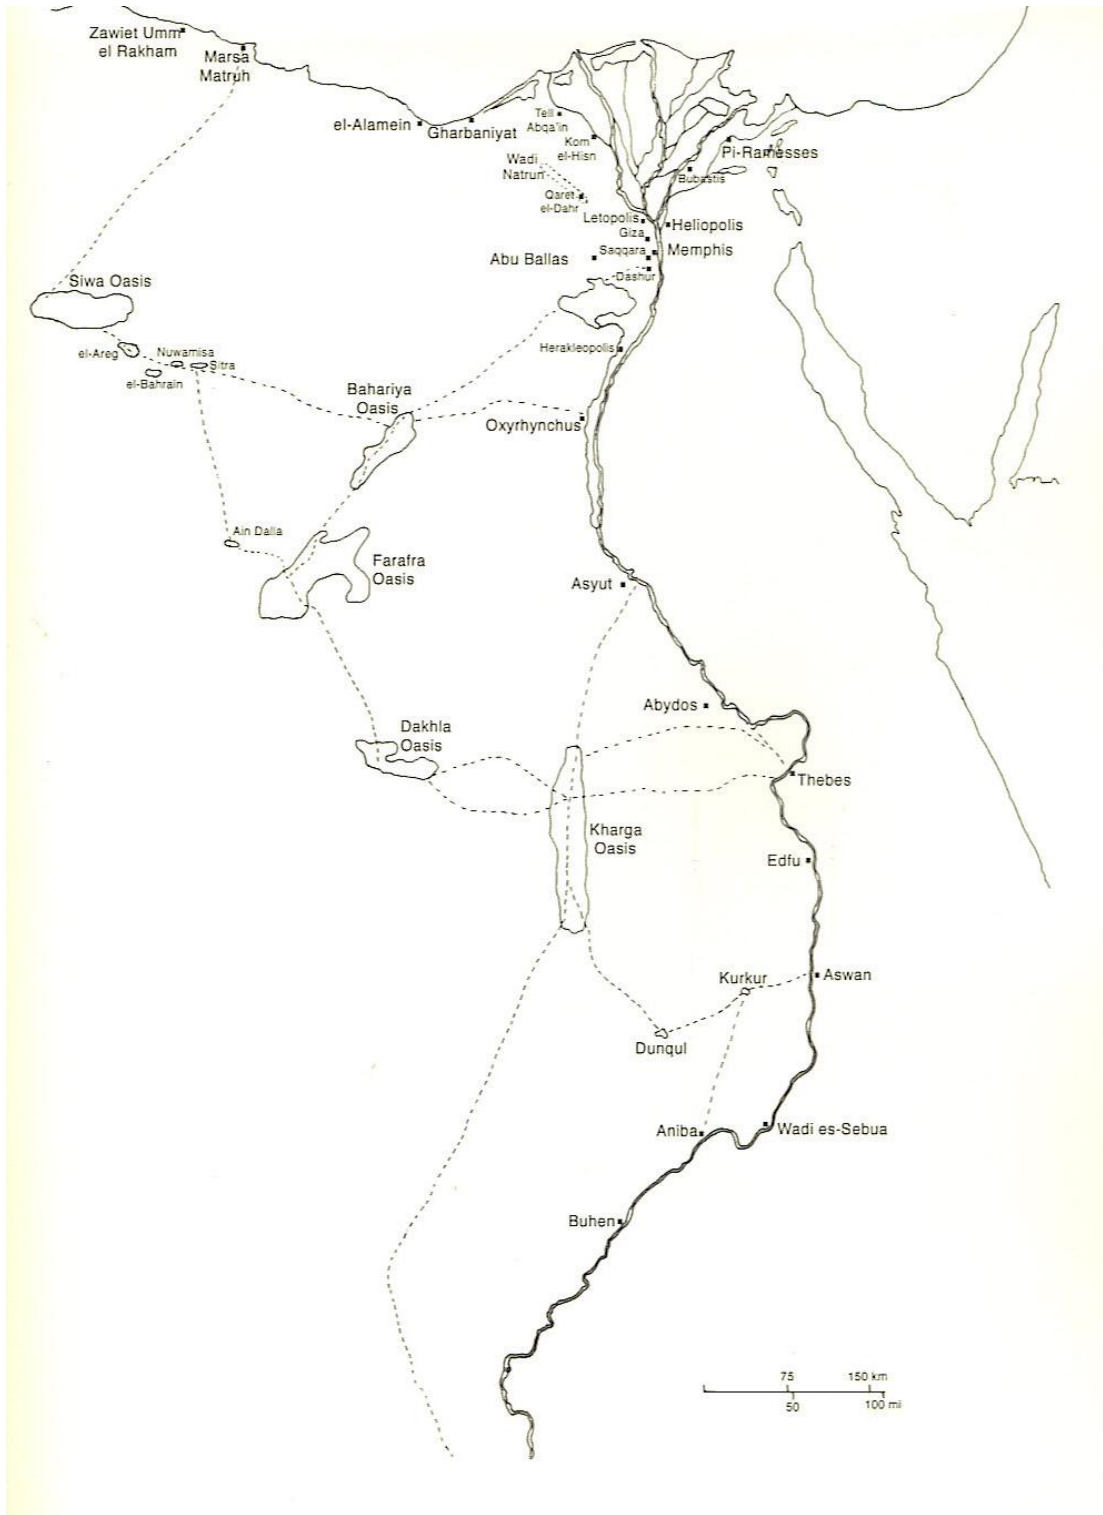 Zawiet Umm
el Rakham
Marsa
Matruh
el-Alamein
Gharbaniyat
Tell
Abqa'in
Kom
el-Hisn
Wadi
Natrun
Qaret
el-Dahr
Pi-Ramesses
Bubastis
Letopolis
Heliopolis
Giza
Saqqara
Memphis
Abu Ballas
Dashur
Siwa Oasis
el-Areg
Nuwamisa
Sitra
el-Bahrain
Herakleopolis
Bahariya
Oasis
Oxyrhynchus
Ain Dalla
Farafra
Oasis
Asyut
Abydos
Dakhla
Oasis
Thebes
Kharga
Oasis
Edfu
Kurkur
Aswan
Dunqul
Aniba
Wadi es-Sebua
Buhen
75
150 km
50
100 mi